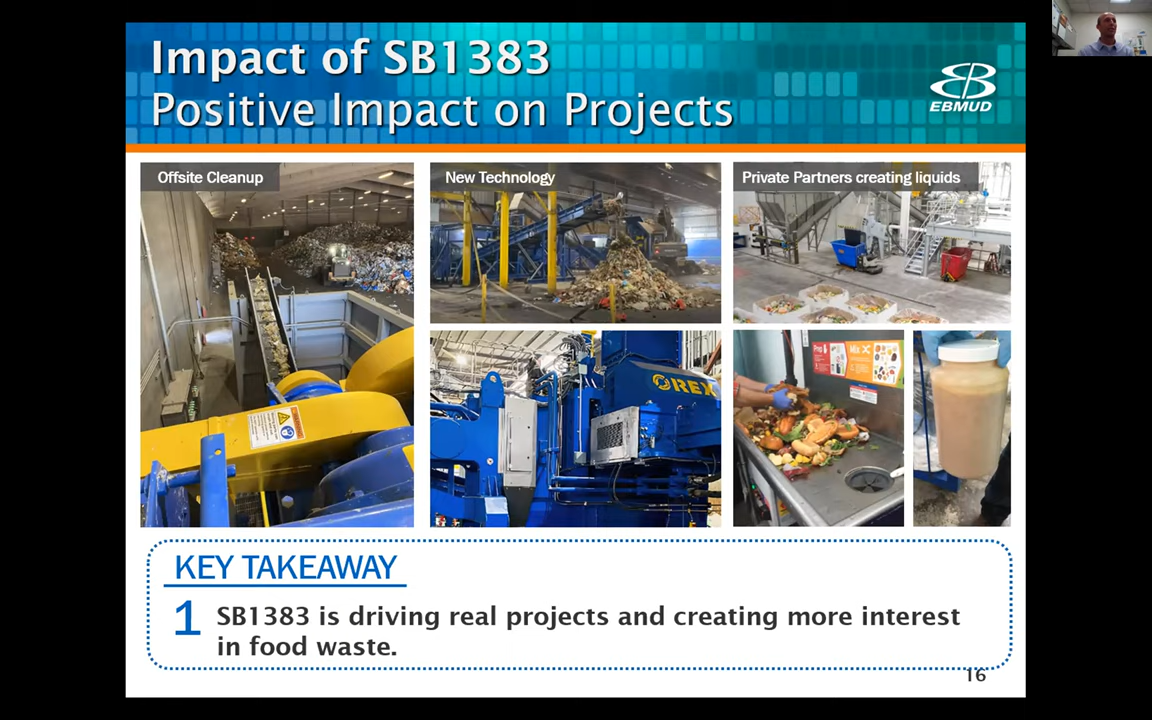 Impact of SB1383
Positive Impact on Projects
EBMUD
Offsite Cleanup
New Technology
Private Partners creating liquids
OREX
KEY TAKEAWAY
1 SB1383 is driving real projects and creating more interest
in food waste.
16